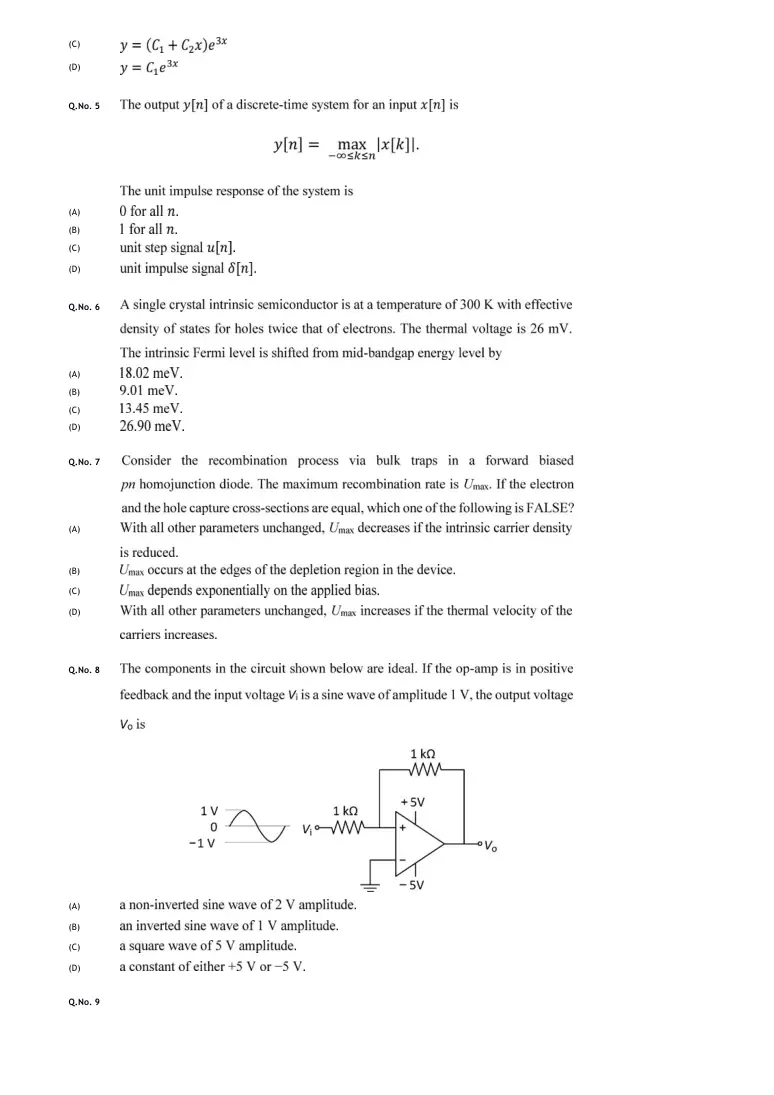 (C) y = (C₁ + C₂x)e³ˣ
(D) y = C₁e³ˣ
Q.No. 5 The output y[n] of a discrete-time system for an input x[n] is
y[n] = max |x[k]|.
−∞≤k≤n
The unit impulse response of the system is
(A) 0 for all n.
(B) 1 for all n.
(C) unit step signal u[n].
(D) unit impulse signal δ[n].
Q.No. 6 A single crystal intrinsic semiconductor is at a temperature of 300 K with effective
density of states for holes twice that of electrons. The thermal voltage is 26 mV.
The intrinsic Fermi level is shifted from mid-bandgap energy level by
(A) 18.02 meV.
(B) 9.01 meV.
(C) 13.45 meV.
(D) 26.90 meV.
Q.No. 7 Consider the recombination process via bulk traps in a forward biased
pn homojunction diode. The maximum recombination rate is Umax. If the electron
and the hole capture cross-sections are equal, which one of the following is FALSE?
(A) With all other parameters unchanged, Umax decreases if the intrinsic carrier density
is reduced.
(B) Umax occurs at the edges of the depletion region in the device.
(C) Umax depends exponentially on the applied bias.
(D) With all other parameters unchanged, Umax increases if the thermal velocity of the
carriers increases.
Q.No. 8 The components in the circuit shown below are ideal. If the op-amp is in positive
feedback and the input voltage Vi is a sine wave of amplitude 1 V, the output voltage
Vo is
1 kΩ
+5V
1 V
0
−1 V
1 kΩ
Vi
+
−
Vo
−5V
(A) a non-inverted sine wave of 2 V amplitude.
(B) an inverted sine wave of 1 V amplitude.
(C) a square wave of 5 V amplitude.
(D) a constant of either +5 V or −5 V.
Q.No. 9